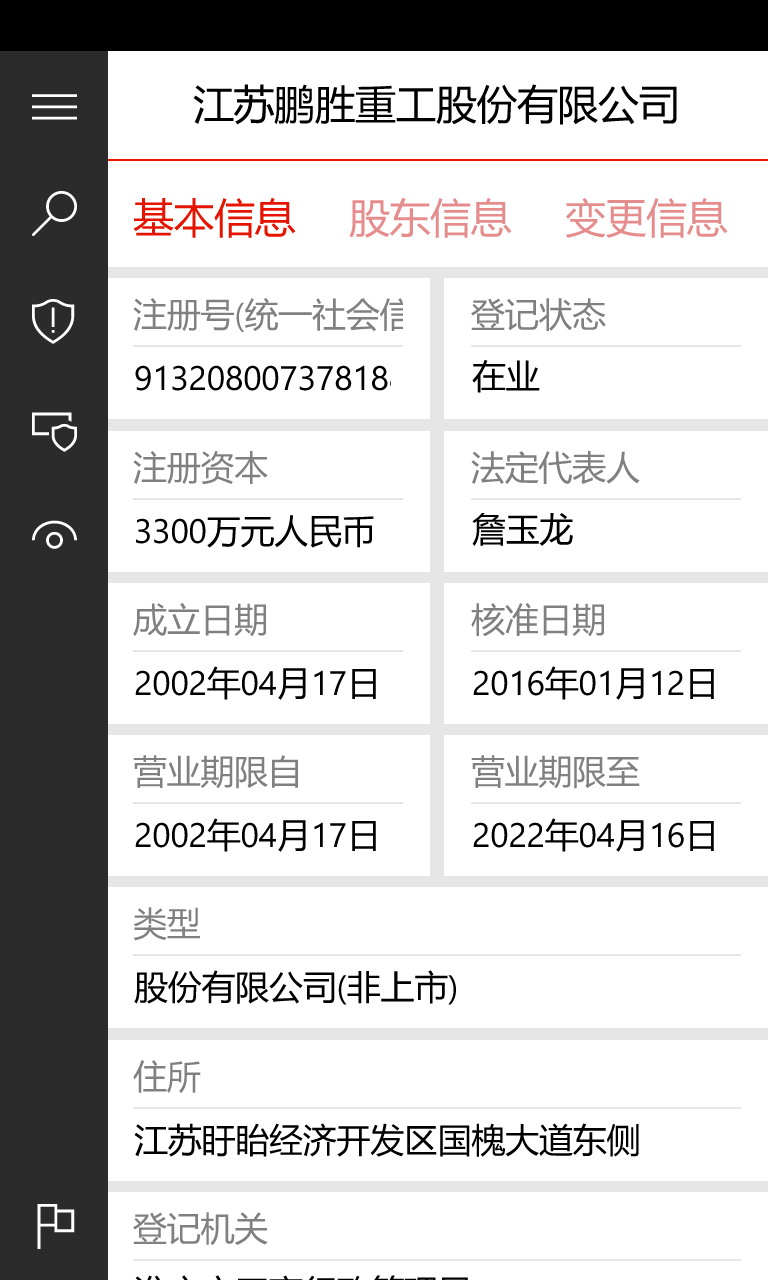 江苏鹏胜重工股份有限公司
基本信息 股东信息 变更信息
注册号(统一社会信 登记状态
91320800737818 在业
注册资本 法定代表人
3300万元人民币 詹玉龙
成立日期 核准日期
2002年04月17日 2016年01月12日
营业期限自 营业期限至
2002年04月17日 2022年04月16日
类型
股份有限公司(非上市)
住所
江苏盱眙经济开发区国槐大道东侧
登记机关